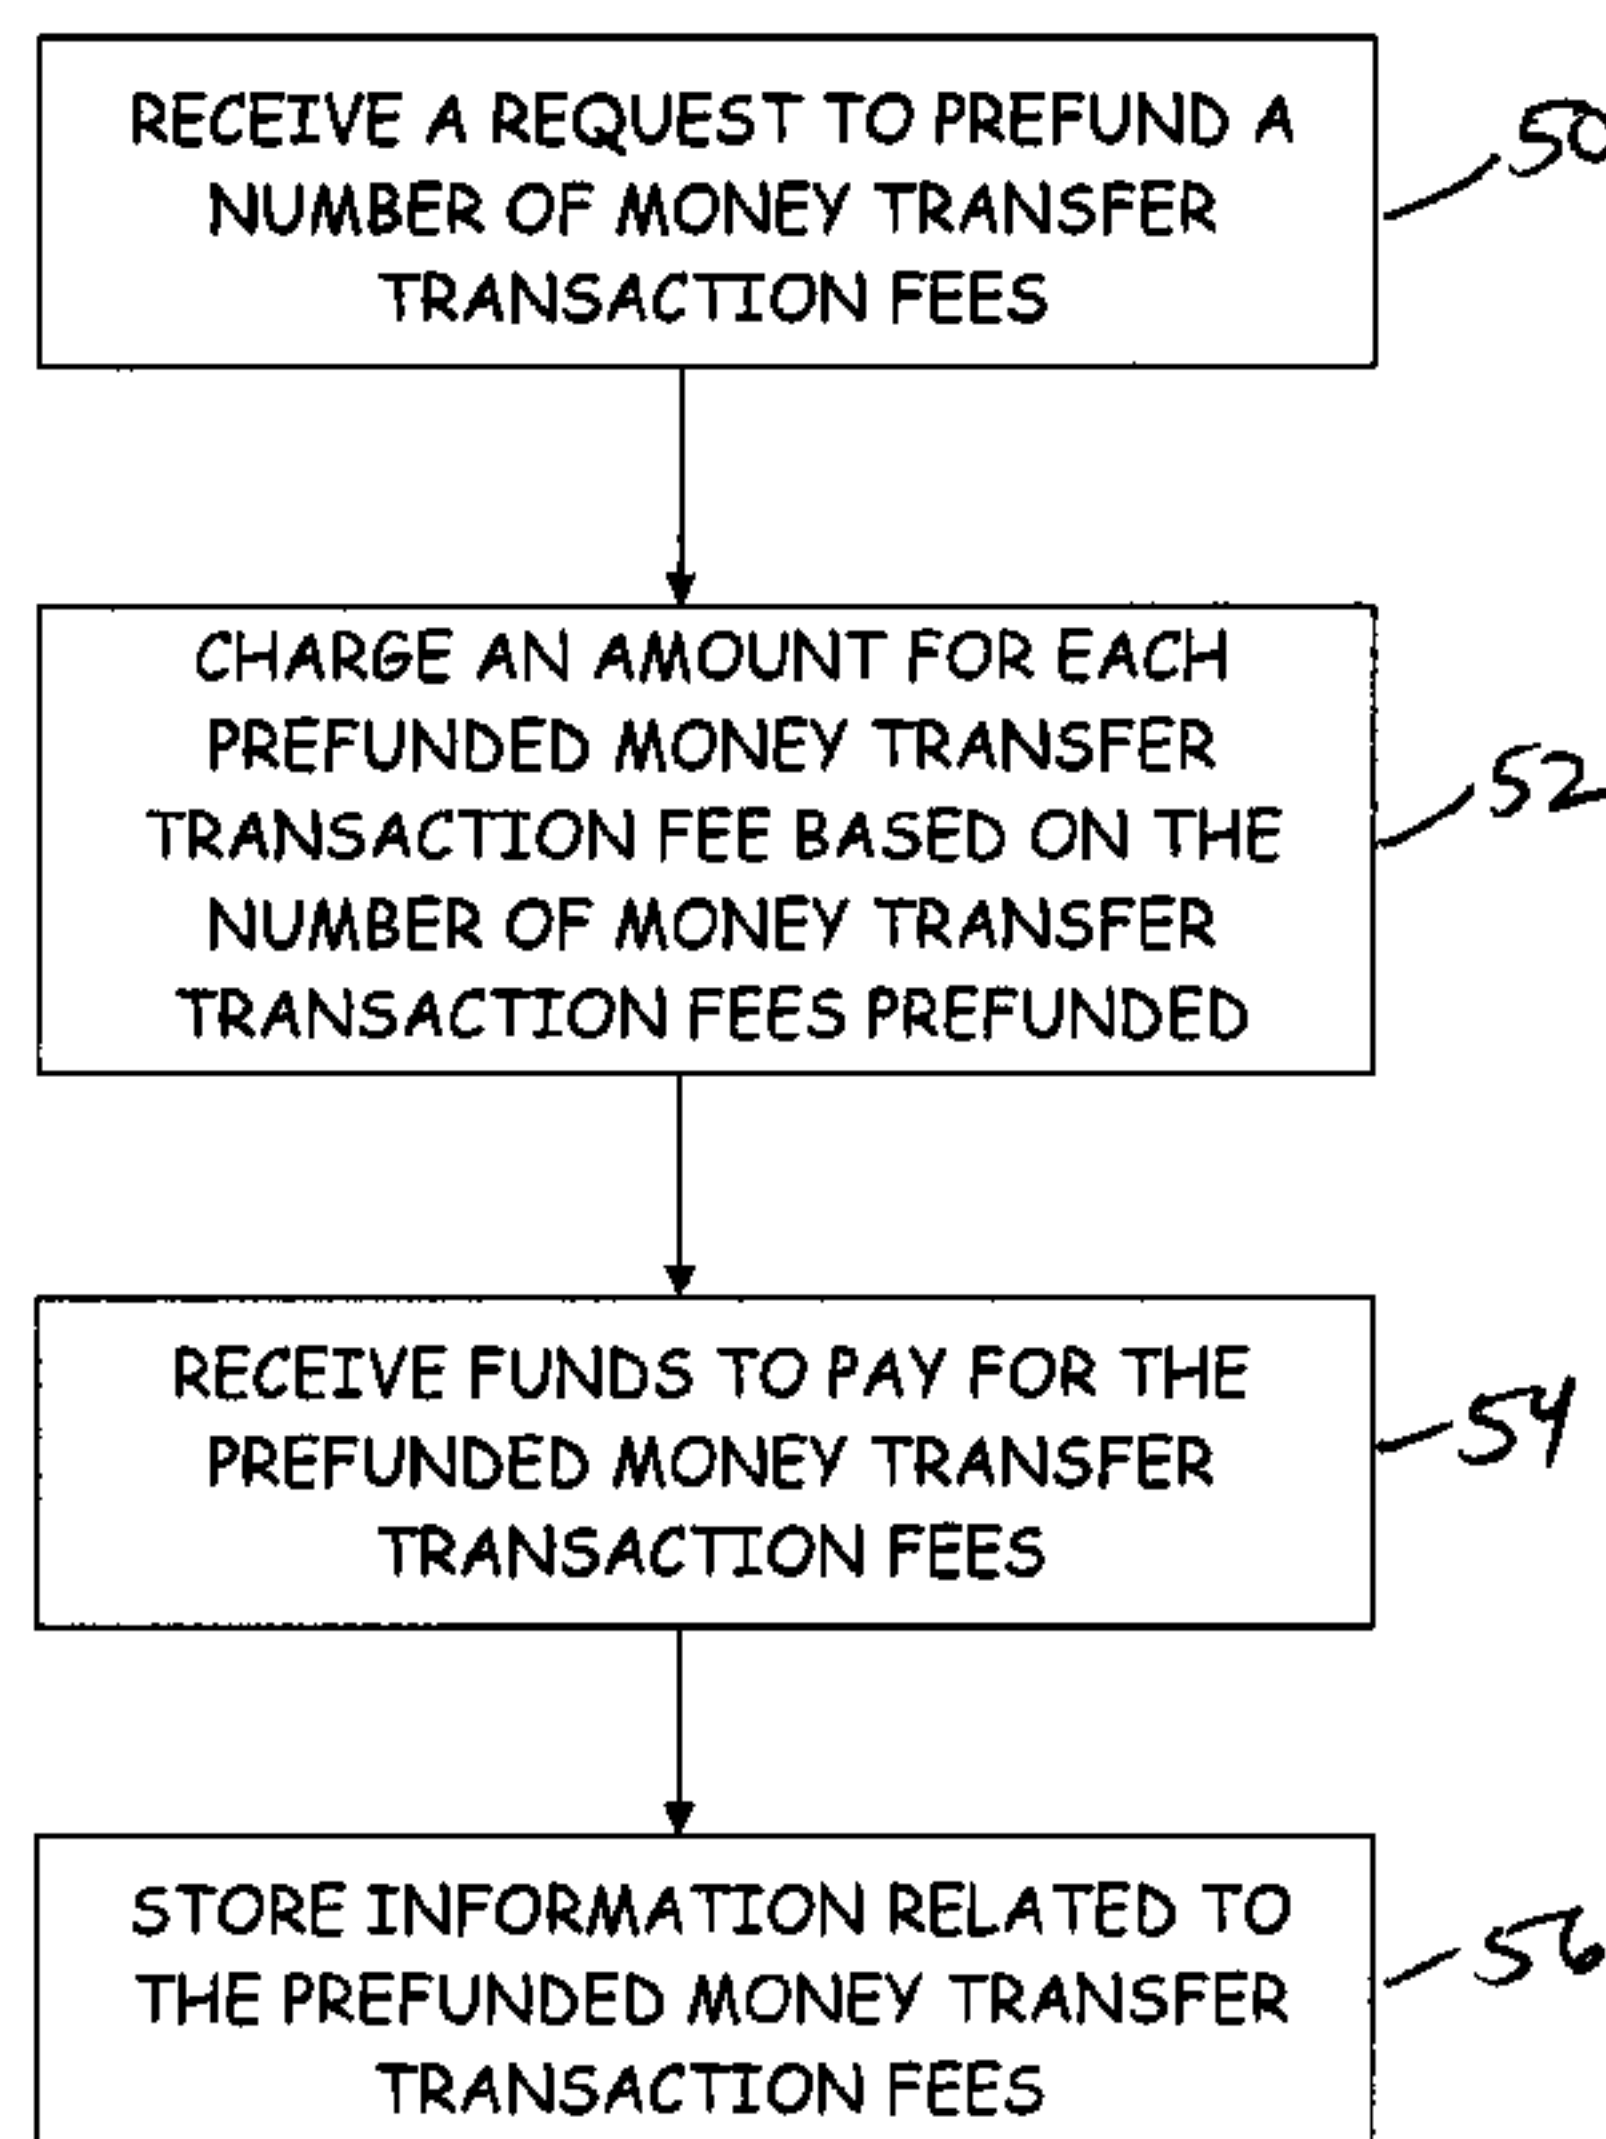 RECEIVE A REQUEST TO PREFUND A
NUMBER OF MONEY TRANSFER
TRANSACTION FEES
50
CHARGE AN AMOUNT FOR EACH
PREFUNDED MONEY TRANSFER
TRANSACTION FEE BASED ON THE
NUMBER OF MONEY TRANSFER
TRANSACTION FEES PREFUNDED
52
RECEIVE FUNDS TO PAY FOR THE
PREFUNDED MONEY TRANSFER
TRANSACTION FEES
54
STORE INFORMATION RELATED TO
THE PREFUNDED MONEY TRANSFER
TRANSACTION FEES
56